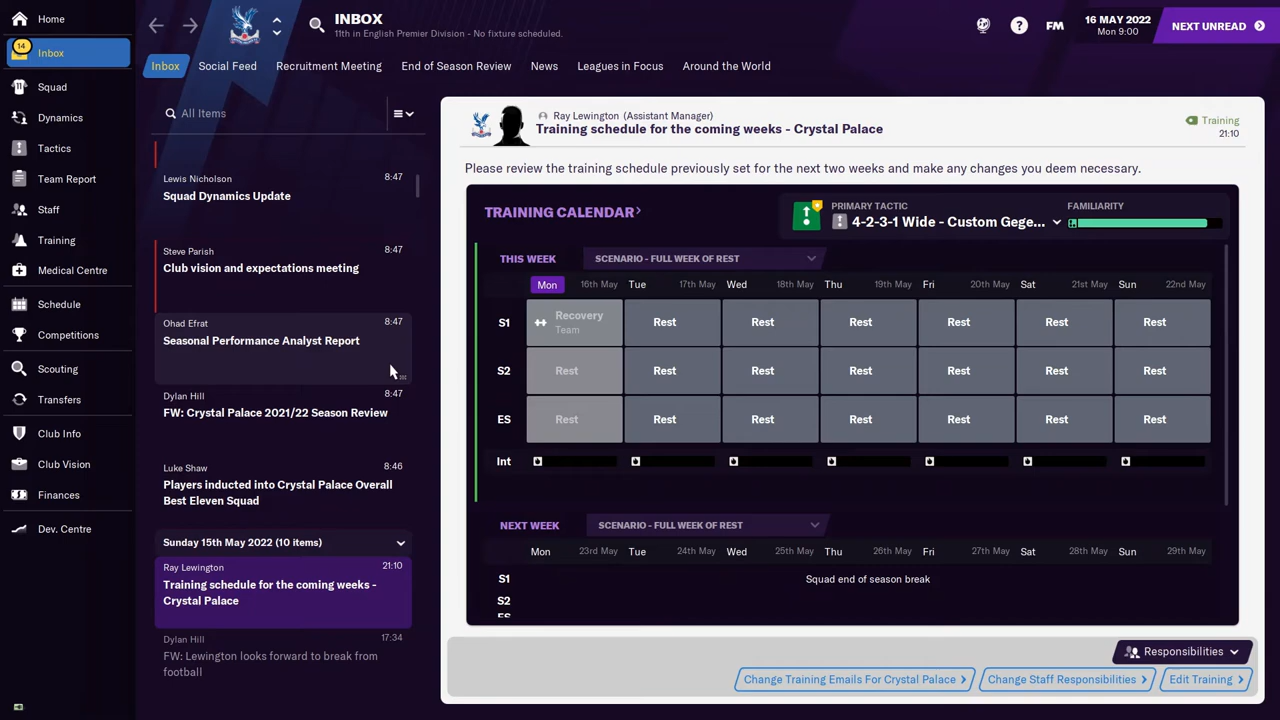 Home
14
Inbox
Squad
Dynamics
Tactics
Team Report
Staff
Training
Medical Centre
Schedule
Competitions
Scouting
Transfers
Club Info
Club Vision
Finances
Dev. Centre
INBOX
11th in English Premier Division - No fixture scheduled.
?
FM
16 MAY 2022
Mon 9:00
NEXT UNREAD
Inbox
Social Feed
Recruitment Meeting
End of Season Review
News
Leagues in Focus
Around the World
All Items
Lewis Nicholson 8:47
Squad Dynamics Update
Steve Parish 8:47
Club vision and expectations meeting
Ohad Efrat 8:47
Seasonal Performance Analyst Report
Dylan Hill 8:47
FW: Crystal Palace 2021/22 Season Review
Luke Shaw 8:46
Players inducted into Crystal Palace Overall
Best Eleven Squad
Sunday 15th May 2022 (10 items)
Ray Lewington 21:10
Training schedule for the coming weeks -
Crystal Palace
Dylan Hill 17:34
FW: Lewington looks forward to break from
football
Ray Lewington (Assistant Manager)
Training schedule for the coming weeks - Crystal Palace
Training
21:10
Please review the training schedule previously set for the next two weeks and make any changes you deem necessary.
TRAINING CALENDAR
PRIMARY TACTIC
4-2-3-1 Wide - Custom Gege...
FAMILIARITY
THIS WEEK
SCENARIO - FULL WEEK OF REST
Mon 16th May Tue 17th May Wed 18th May Thu 19th May Fri 20th May Sat 21st May Sun 22nd May
S1 Recovery Team Rest Rest Rest Rest Rest Rest
S2 Rest Rest Rest Rest Rest Rest Rest
ES Rest Rest Rest Rest Rest Rest Rest
Int
NEXT WEEK
SCENARIO - FULL WEEK OF REST
Mon 23rd May Tue 24th May Wed 25th May Thu 26th May Fri 27th May Sat 28th May Sun 29th May
S1 Squad end of season break
S2
ES
Responsibilities
Change Training Emails For Crystal Palace
Change Staff Responsibilities
Edit Training